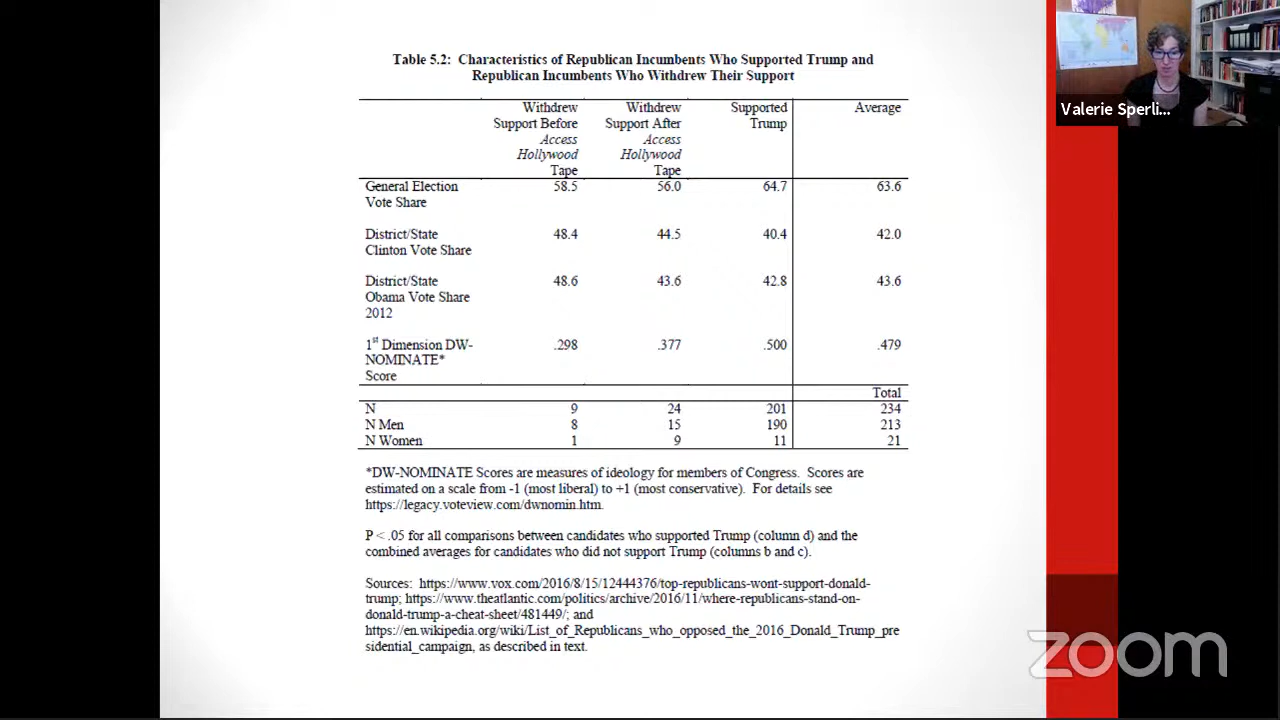 Table 5.2: Characteristics of Republican Incumbents Who Supported Trump and
Republican Incumbents Who Withdrew Their Support
Withdrew Support Before Access Hollywood Tape
Withdrew Support After Access Hollywood Tape
Supported Trump
Average
General Election Vote Share 58.5 56.0 64.7 63.6
District/State Clinton Vote Share 48.4 44.5 40.4 42.0
District/State Obama Vote Share 2012 48.6 43.6 42.8 43.6
1st Dimension DW-NOMINATE* Score .298 .377 .500 .479
Total
N 9 24 201 234
N Men 8 15 190 213
N Women 1 9 11 21
*DW-NOMINATE Scores are measures of ideology for members of Congress. Scores are
estimated on a scale from -1 (most liberal) to +1 (most conservative). For details see
https://legacy.voteview.com/dwnomin.htm.
P < .05 for all comparisons between candidates who supported Trump (column d) and the
combined averages for candidates who did not support Trump (columns b and c).
Sources: https://www.vox.com/2016/8/15/12444376/top-republicans-wont-support-donald-
trump; https://www.theatlantic.com/politics/archive/2016/11/where-republicans-stand-on-
donald-trump-a-cheat-sheet/481449/; and
https://en.wikipedia.org/wiki/List_of_Republicans_who_opposed_the_2016_Donald_Trump_pre
sidential_campaign, as described in text.
Valerie Sperli...
zoom